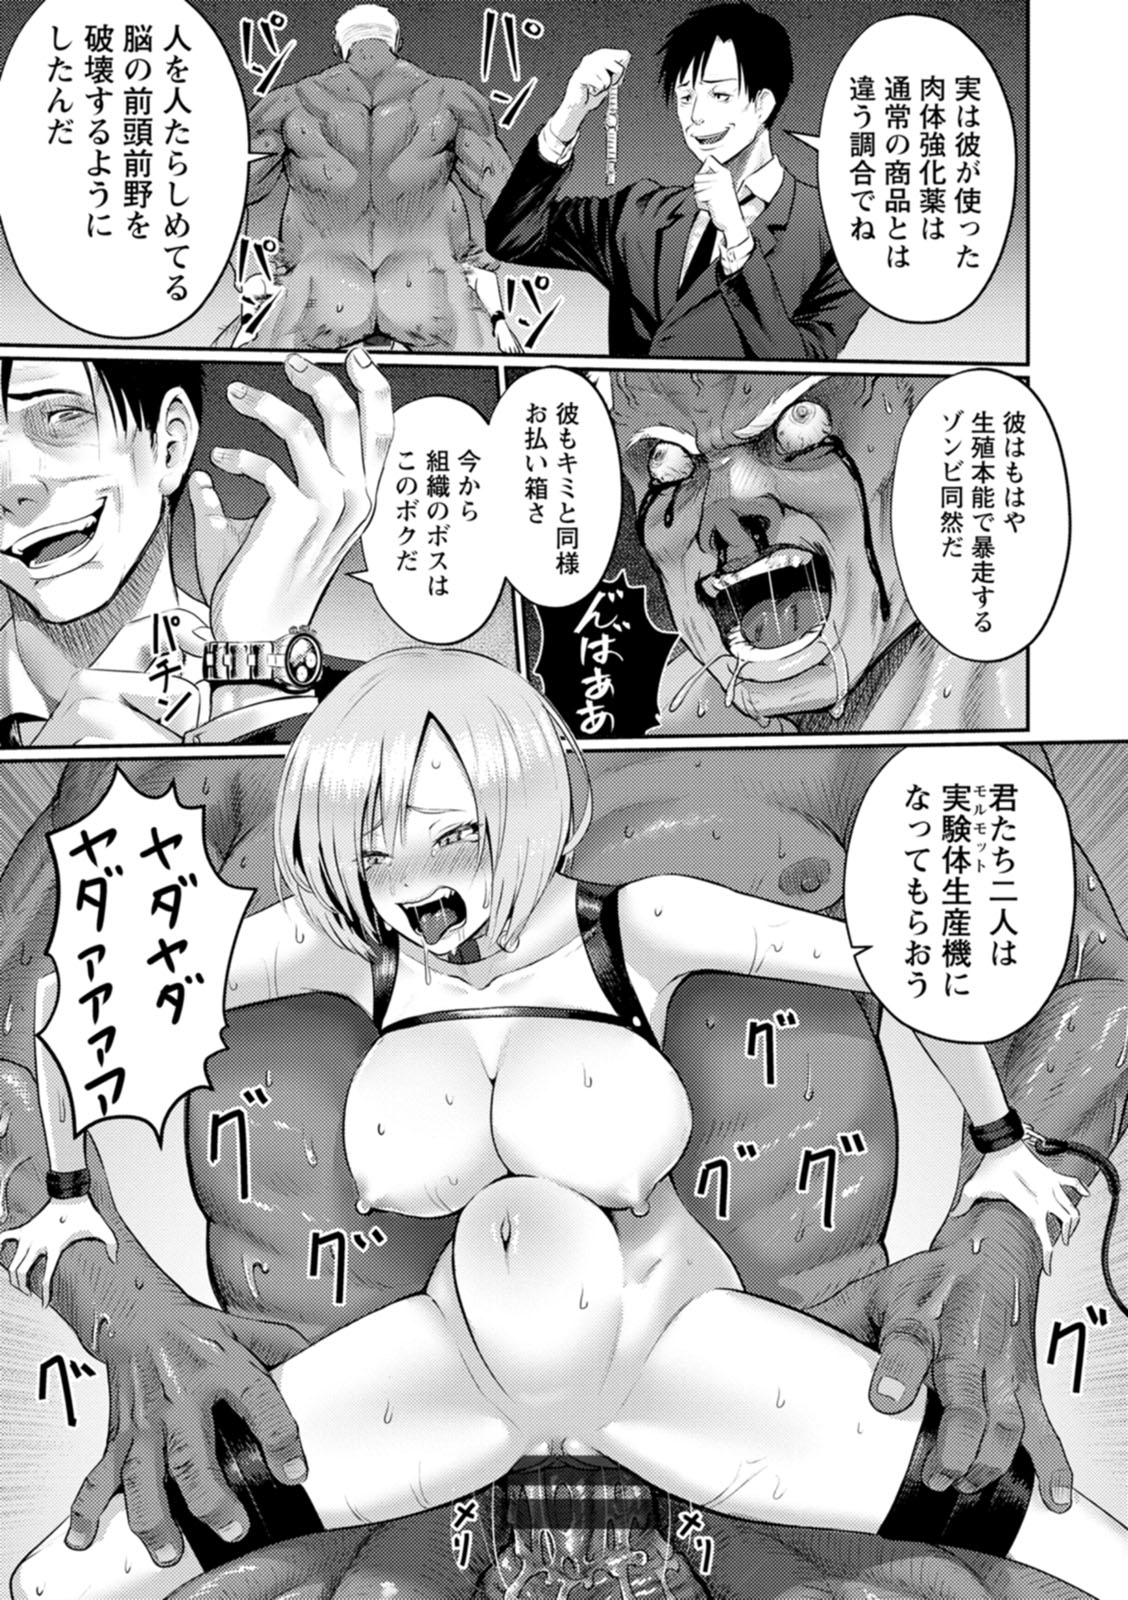 実は彼が使った
肉体強化薬は
通常の商品とは
違う調合でね
パン
パン
パン
パン
人を人たらしめてる
脳の前頭前野を
破壊するように
したんだ
彼はもはや
生殖本能で暴走する
ゾンビ同然だ
んはぁあ
彼もキミと同様
お払い箱さ
今から
組織のボスは
このボクだ
パチン
君たち二人は
実験体生産機に
モルモット
なってもらおう
ヤダヤダ
ヤダァァァァ
グググ
グググ
メリ
メリ